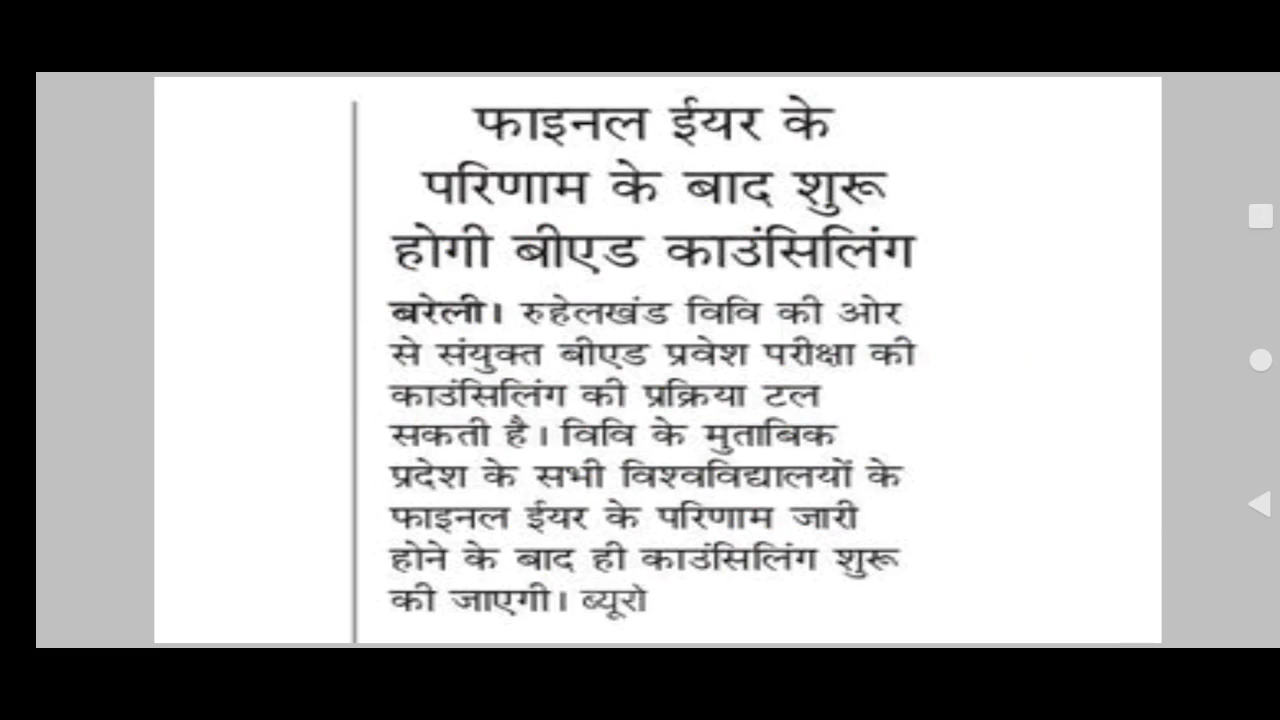 फाइनल ईयर के
परिणाम के बाद शुरू
होगी बीएड काउंसिलिंग
बरेली। रुहेलखंड विवि की ओर
से संयुक्त बीएड प्रवेश परीक्षा की
काउंसिलिंग की प्रक्रिया टल
सकती है। विवि के मुताबिक
प्रदेश के सभी विश्वविद्यालयों के
फाइनल ईयर के परिणाम जारी
होने के बाद ही काउंसिलिंग शुरू
की जाएगी। ब्यूरो